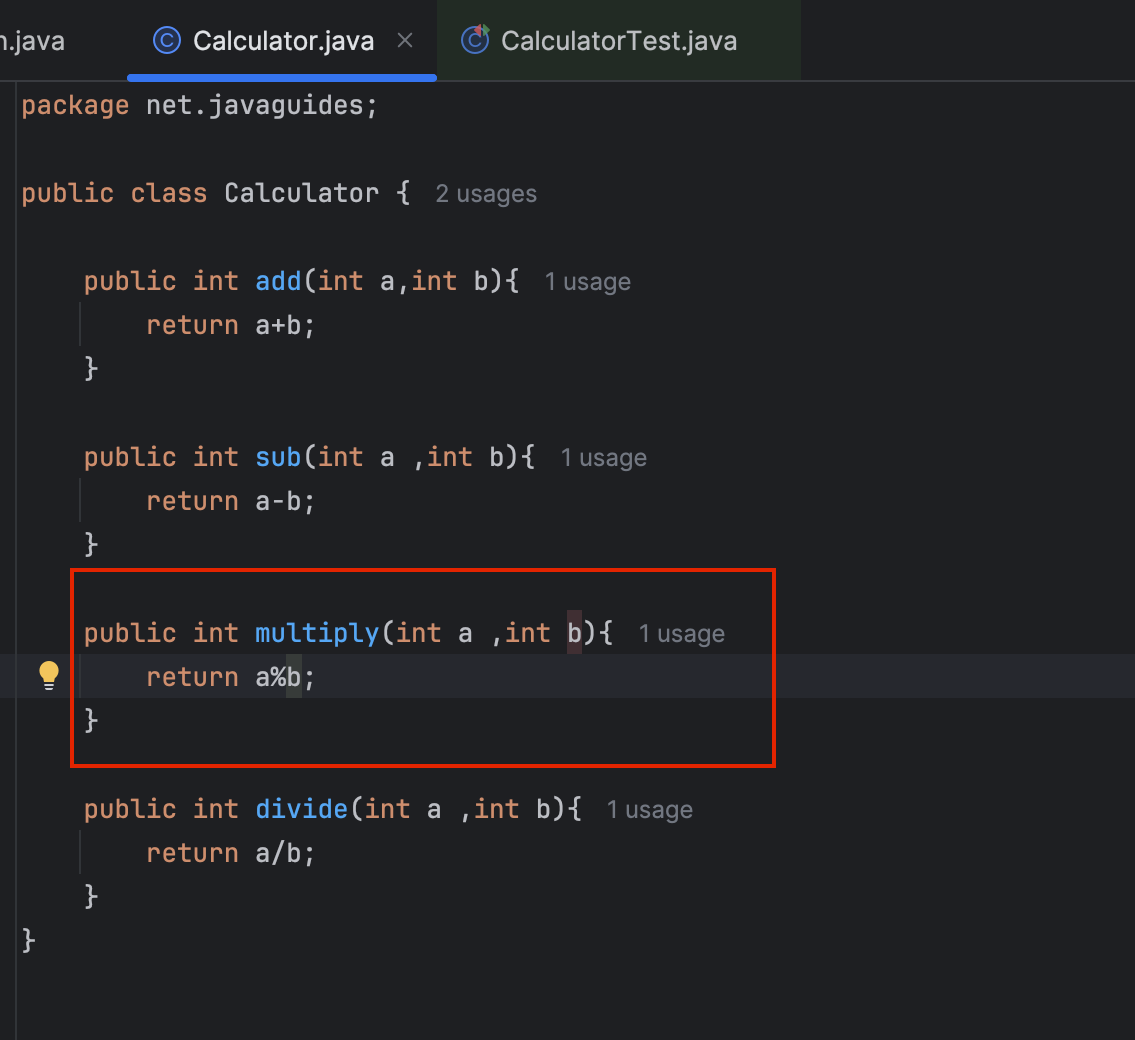 n.java Calculator.java CalculatorTest.java
package net.javaguides;
public class Calculator { 2 usages
public int add(int a,int b){ 1 usage
return a+b;
}
public int sub(int a ,int b){ 1 usage
return a-b;
}
public int multiply(int a ,int b){ 1 usage
return a%b;
}
public int divide(int a ,int b){ 1 usage
return a/b;
}
}